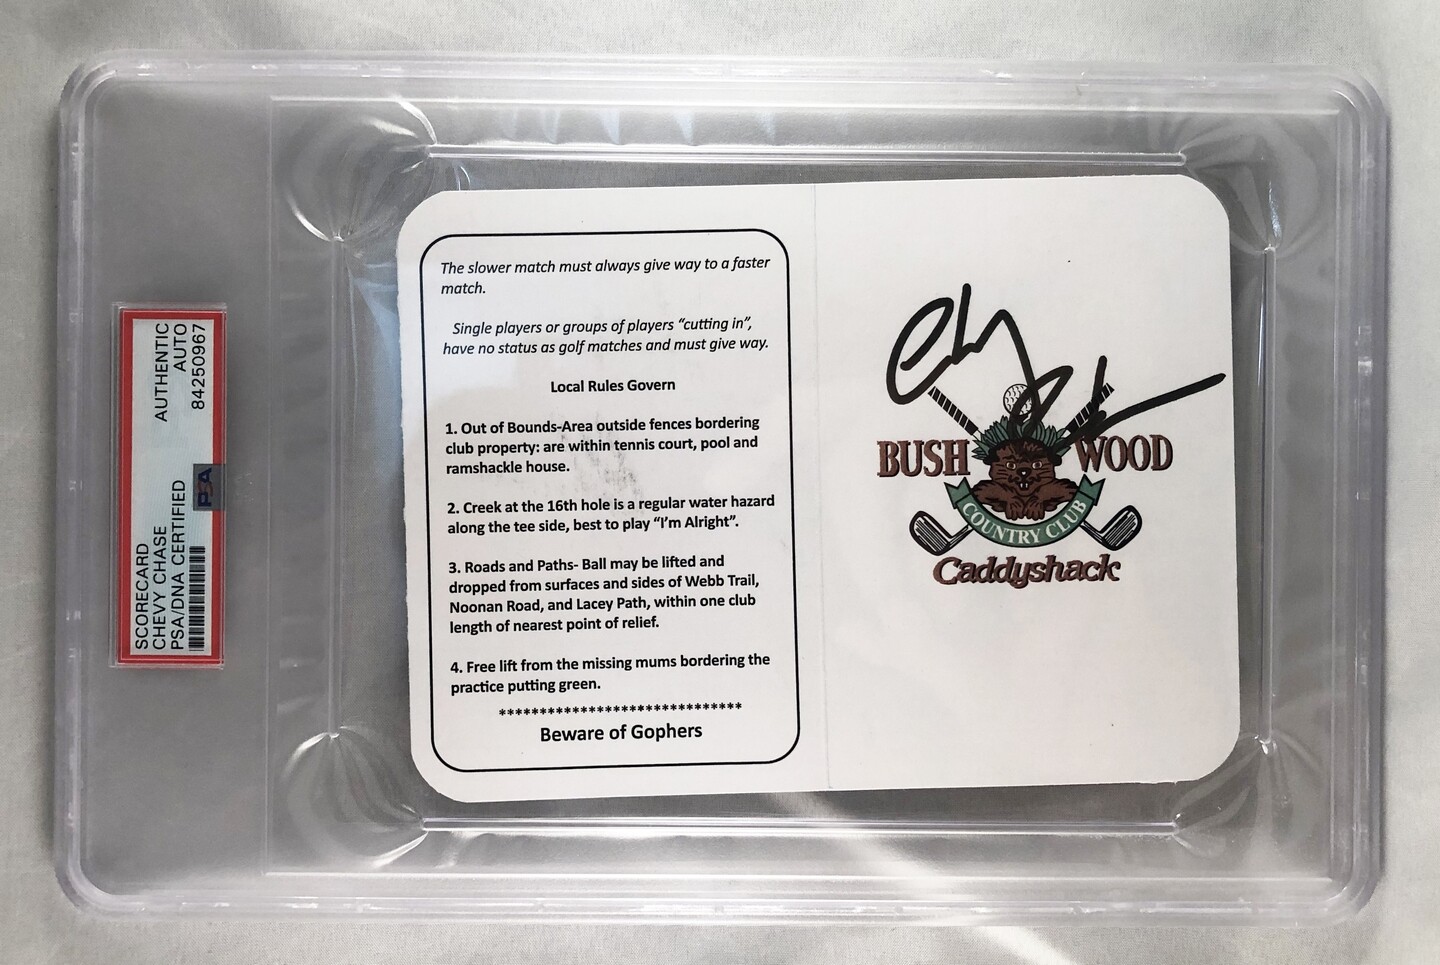 SCORECARD
CHEVY CHASE
PSA/DNA CERTIFIED
AUTHENTIC
AUTO
84250967
PSA
The slower match must always give way to a faster
match.
Single players or groups of players “cutting in”,
have no status as golf matches and must give way.
Local Rules Govern
1. Out of Bounds-Area outside fences bordering
club property: are within tennis court, pool and
ramshackle house.
2. Creek at the 16th hole is a regular water hazard
along the tee side, best to play “I’m Alright”.
3. Roads and Paths- Ball may be lifted and
dropped from surfaces and sides of Webb Trail,
Noonan Road, and Lacey Path, within one club
length of nearest point of relief.
4. Free lift from the missing mums bordering the
practice putting green.
******************************
Beware of Gophers
BUSH WOOD
COUNTRY CLUB
Caddyshack